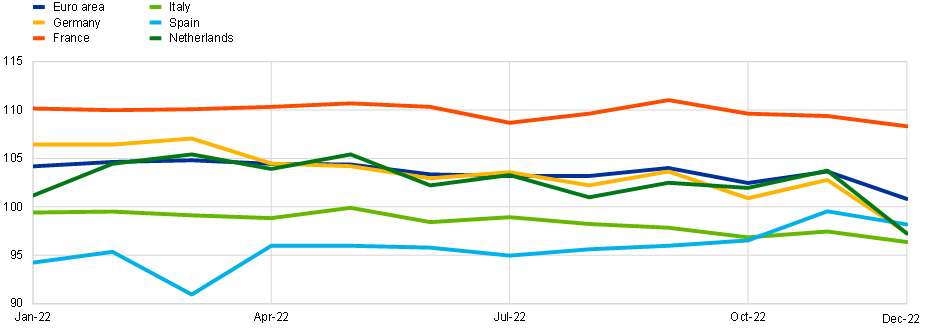 Euro area
Germany
France
Italy
Spain
Netherlands
115
110
105
100
95
90
Jan-22 Apr-22 Jul-22 Oct-22 Dec-22